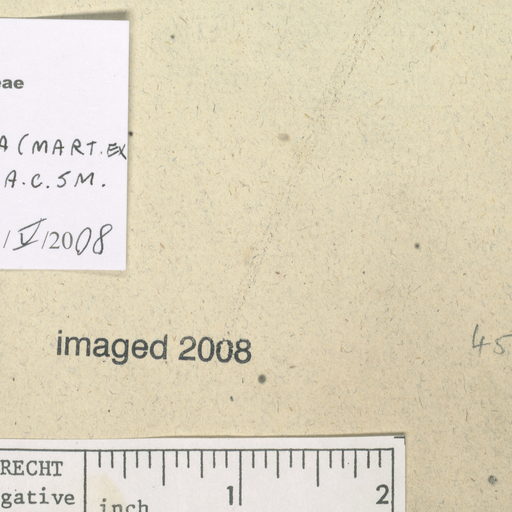 eae
A (MART. EX
A.C. SM.
/V/2008
imaged 2008
45
RECHT
gative
inch
1
2